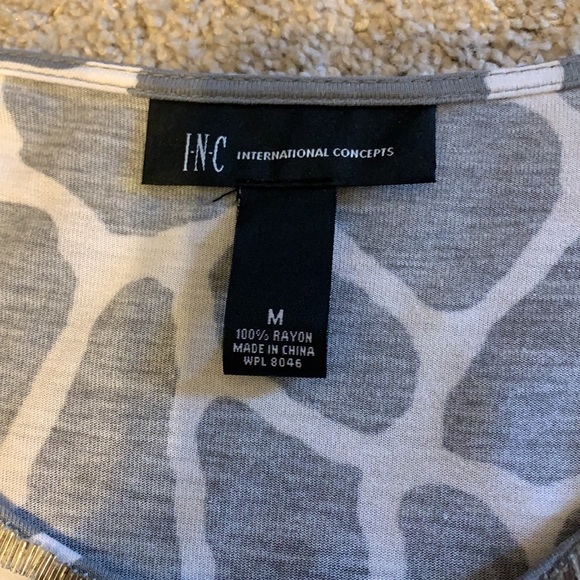 I·N·C INTERNATIONAL CONCEPTS
M
100% RAYON
MADE IN CHINA
WPL 8046